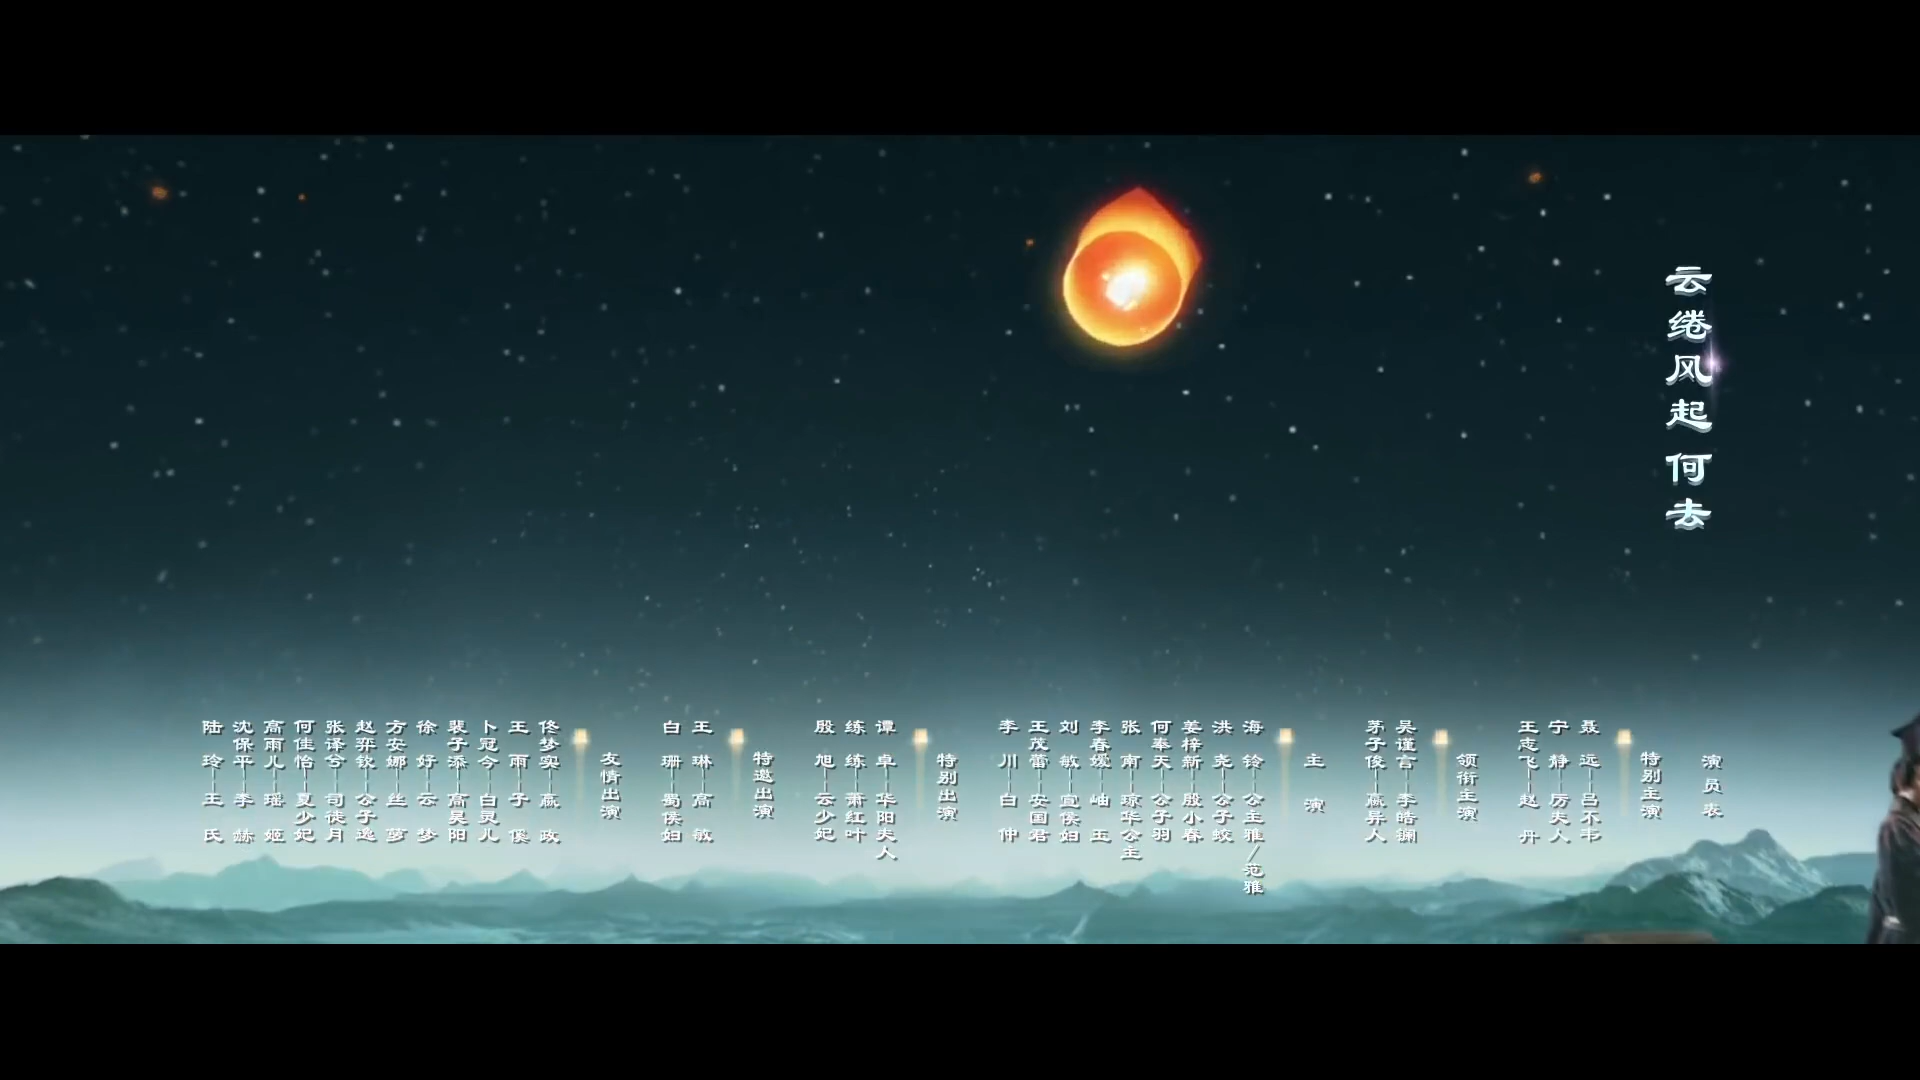 云绻风起何去
演员表
特别主演
聂远—吕不韦
宁静—厉夫人
王志飞—赵丹
领衔主演
吴谨言—李皓镧
茅子俊—嬴异人
主演
海铃—公主雅/范雅
洪尧—公子蛟
姜梓新—殷小春
何奉天—公子羽
张南—琼华公主
李春嫒—岫玉
刘敏—宣侯妇
王茂蕾—安国君
李川—白仲
特别出演
谭卓—华阳夫人
练练—萧红叶
殷旭—云少妃
特邀出演
王琳—高敏
白珊—蜀侯妇
友情出演
佟梦实—嬴政
王雨—子傒
卜冠今—白灵儿
裴子添—高昊阳
徐好—云梦
方安娜—丝萝
赵弈钦—公子逸
张译兮—司徒月
何佳怡—夏少妃
高雨儿—瑶姬
沈保平—李赫
陆玲—王氏